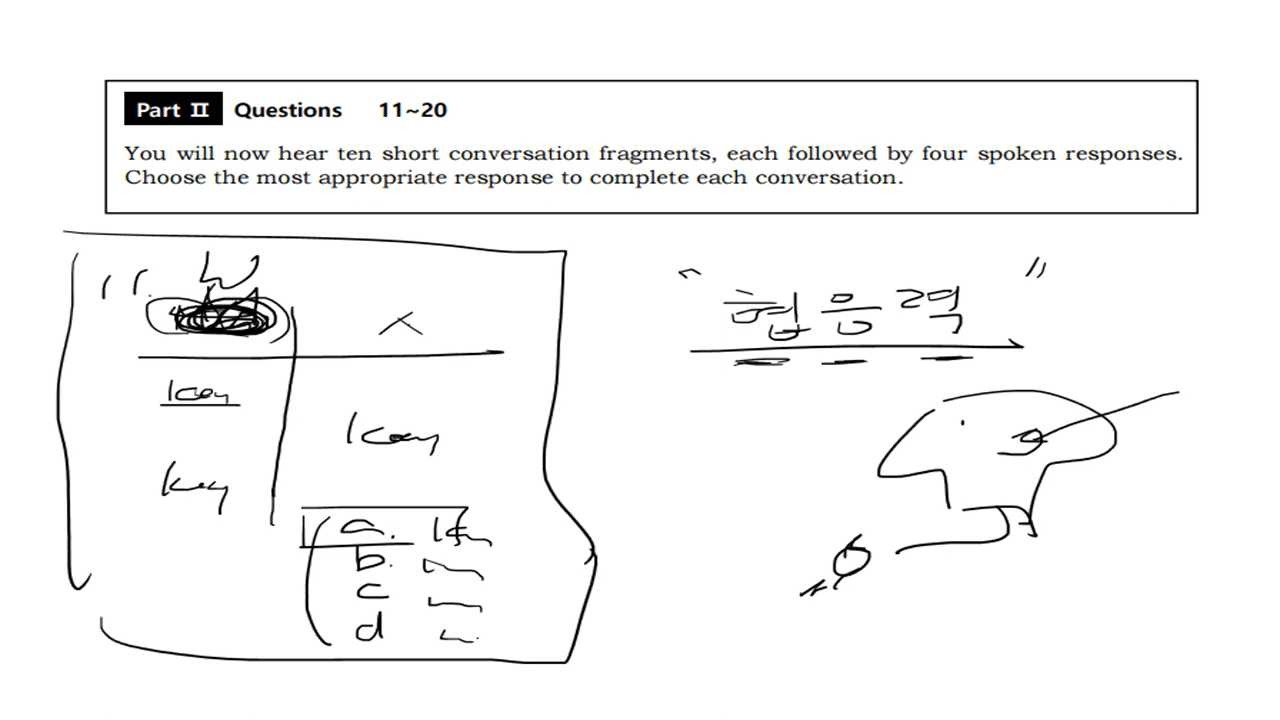 Part Ⅱ Questions 11~20
You will now hear ten short conversation fragments, each followed by four spoken responses.
Choose the most appropriate response to complete each conversation.
11. W
key
key
key
a.
b.
c
d
" 협응력 "